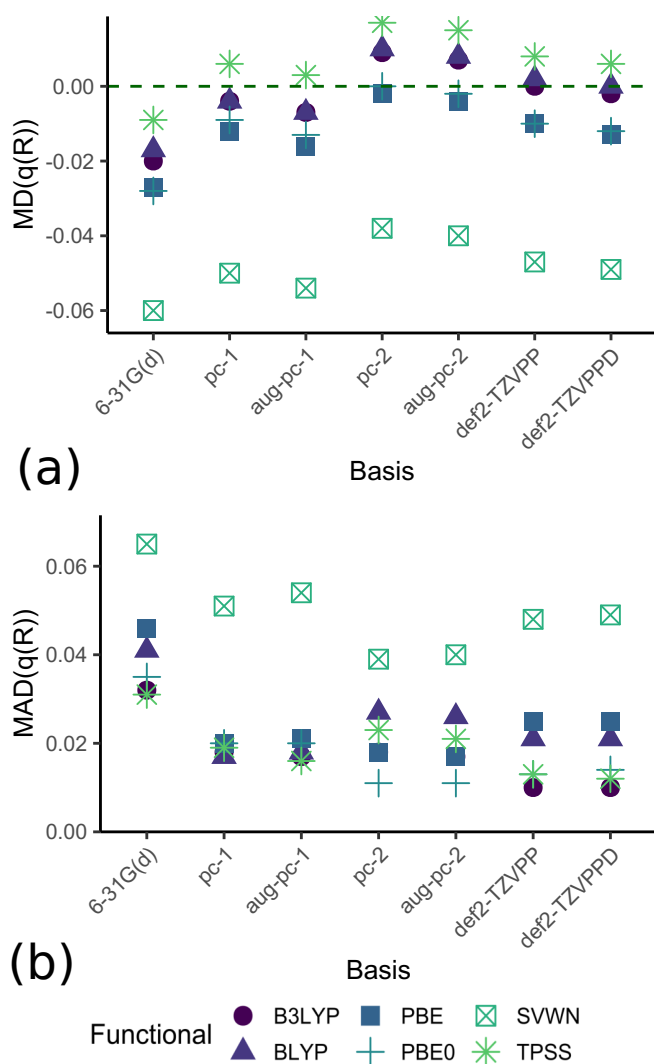 MD(q(R))
0.00
-0.02
-0.04
-0.06
6-31G(d)
pc-1
aug-pc-1
pc-2
aug-pc-2
def2-TZVPP
def2-TZVPPD
(a)
Basis
MAD(q(R))
0.06
0.04
0.02
0.00
6-31G(d)
pc-1
aug-pc-1
pc-2
aug-pc-2
def2-TZVPP
def2-TZVPPD
(b)
Basis
Functional
B3LYP PBE SVWN
BLYP PBE0 TPSS